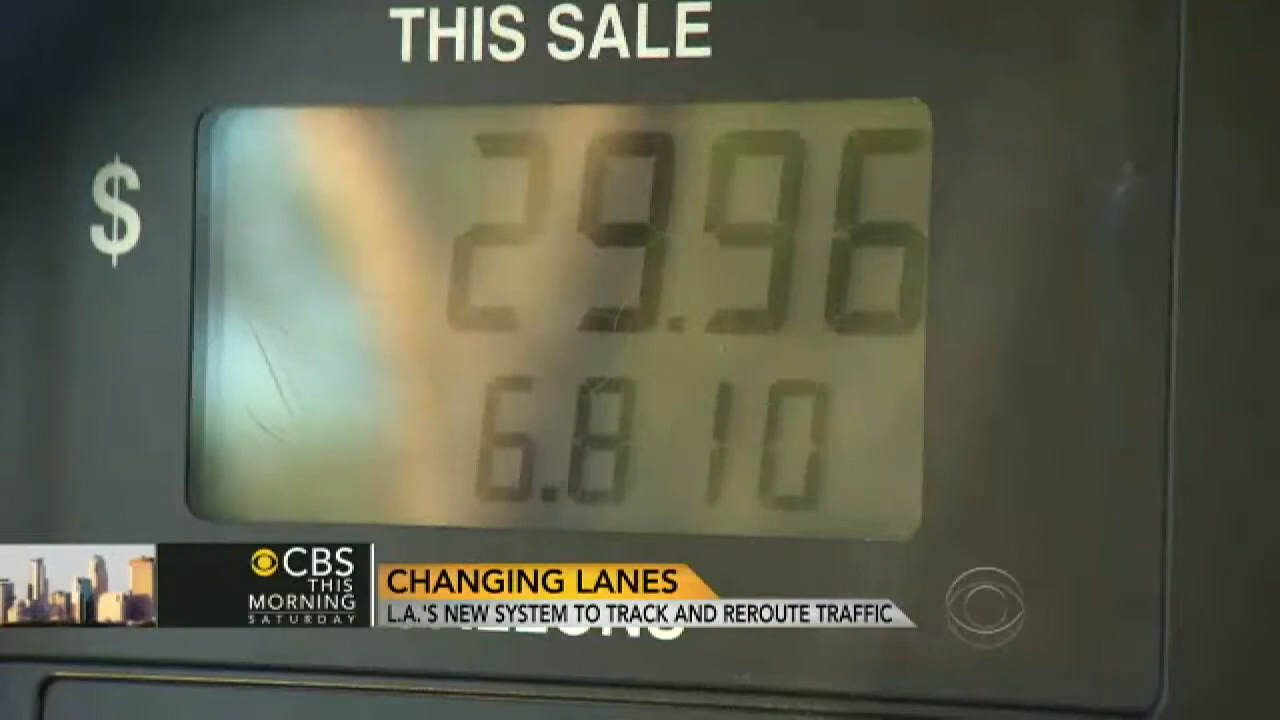 THIS SALE
$
29.96
6.810
CBS
THIS
MORNING
SATURDAY
CHANGING LANES
L.A.'S NEW SYSTEM TO TRACK AND REROUTE TRAFFIC